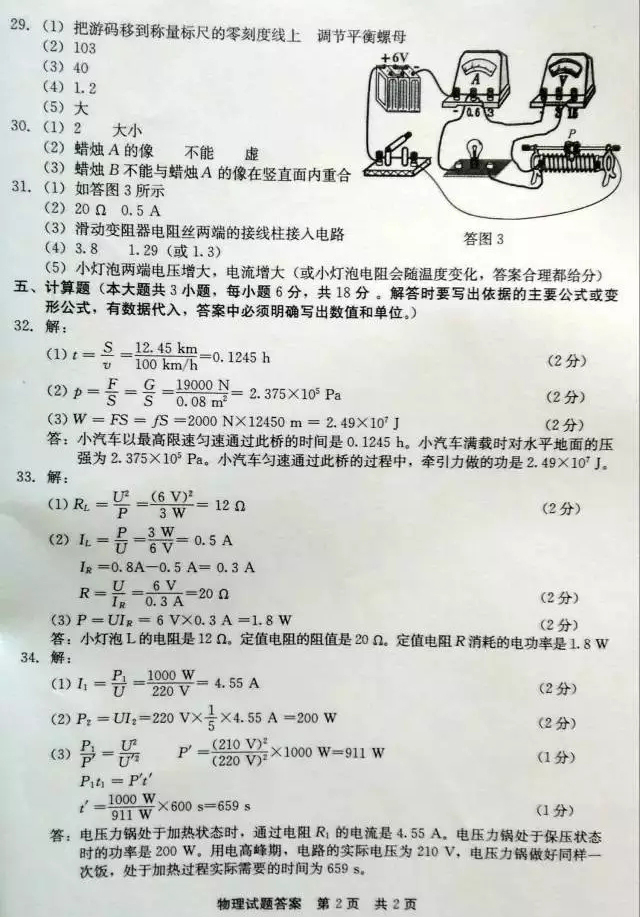 29. (1) 把游码移到称量标尺的零刻度线上　调节平衡螺母
(2) 103
(3) 40
(4) 1.2
(5) 大
30. (1) 2　大小
(2) 蜡烛 A 的像　不能　虚
(3) 蜡烛 B 不能与蜡烛 A 的像在竖直面内重合
31. (1) 如答图 3 所示
(2) 20 Ω　0.5 A
(3) 滑动变阻器电阻丝两端的接线柱接入电路
(4) 3.8　1.29 (或 1.3)
(5) 小灯泡两端电压增大，电流增大 (或小灯泡电阻会随温度变化，答案合理都给分)
+6V -
A
- 0.6 3
V
3 15
P
答图 3
五、计算题 (本大题共 3 小题，每小题 6 分，共 18 分 。解答时要写出依据的主要公式或变
形公式，有数据代入，答案中必须明确写出数值和单位。)
32. 解：
(1) t = S/v = 12.45 km/100 km/h = 0.1245 h (2 分)
(2) p = F/S = G/S = 19000 N/0.08 m² = 2.375×10⁵ Pa (2 分)
(3) W = FS = fS =2000 N×12450 m = 2.49×10⁷ J (2 分)
答：小汽车以最高限速匀速通过此桥的时间是 0.1245 h。小汽车满载时对水平地面的压
强为 2.375×10⁵ Pa。小汽车匀速通过此桥的过程中，牵引力做的功是 2.49×10⁷ J。
33. 解：
(1) R_L = U²/P = (6 V)²/3 W = 12 Ω (2 分)
(2) I_L = P/U = 3 W/6 V = 0.5 A
I_R =0.8A—0.5 A= 0.3 A
R = U/I_R = 6 V/0.3 A =20 Ω (2 分)
(3) P = UI_R = 6 V×0.3 A =1.8 W (2 分)
答：小灯泡 L 的电阻是 12 Ω。定值电阻的阻值是 20 Ω。定值电阻 R 消耗的电功率是 1.8 W
34. 解：
(1) I₁ = P₁/U = 1000 W/220 V = 4.55 A (2 分)
(2) P₂ = UI₂ =220 V×1/5×4.55 A =200 W (2 分)
(3) P₁/P′ = U²/U′²　P′ = (210 V)²/(220 V)²×1000 W=911 W (1 分)
P₁t₁ = P′t′
t′ = 1000 W/911 W×600 s=659 s (1 分)
答：电压力锅处于加热状态时，通过电阻 R₁ 的电流是 4.55 A。电压力锅处于保压状态
时的功率是 200 W。用电高峰期，电路的实际电压为 210 V，电压力锅做好同样一
次饭，处于加热过程实际需要的时间为 659 s。
物理试题答案　第 2 页　共 2 页